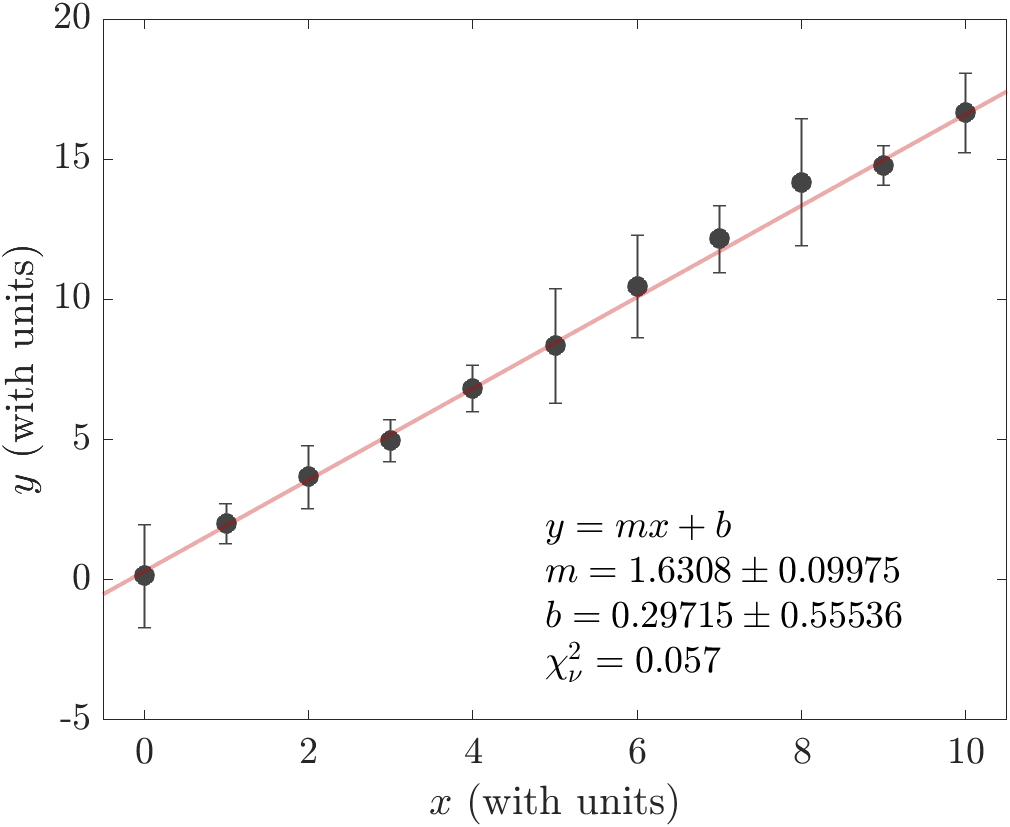 20
15
10
5
0
-5
y (with units)
y = mx + b
m = 1.6308 ± 0.09975
b = 0.29715 ± 0.55536
χ²ᵥ = 0.057
0 2 4 6 8 10
x (with units)